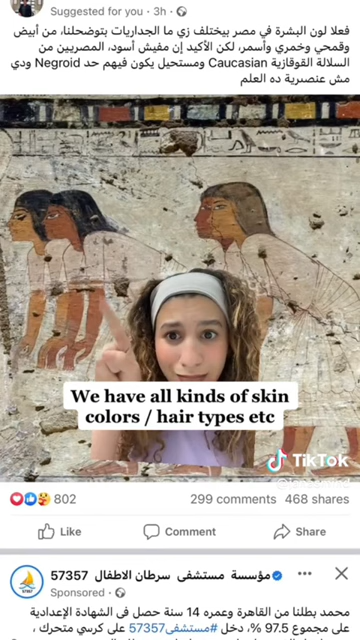 Suggested for you · 3h ·
فعلا لون البشرة في مصر بيختلف زي ما الجداريات بتوضحلنا، من أبيض
وقمحي وخمري وأسمر، لكن الأكيد إن مفيش أسود، المصريين من
السلالة القوقازية Caucasian ومستحيل يكون فيهم حد Negroid ودي
مش عنصرية ده العلم
We have all kinds of skin
colors / hair types etc
TikTok
802
299 comments 468 shares
Like Comment Share
مؤسسة مستشفى سرطان الاطفال 57357
Sponsored ·
محمد بطلنا من القاهرة وعمره 14 سنة حصل في الشهادة الإعدادية
على مجموع 97.5 %، دخل #مستشفى57357 على كرسي متحرك ،